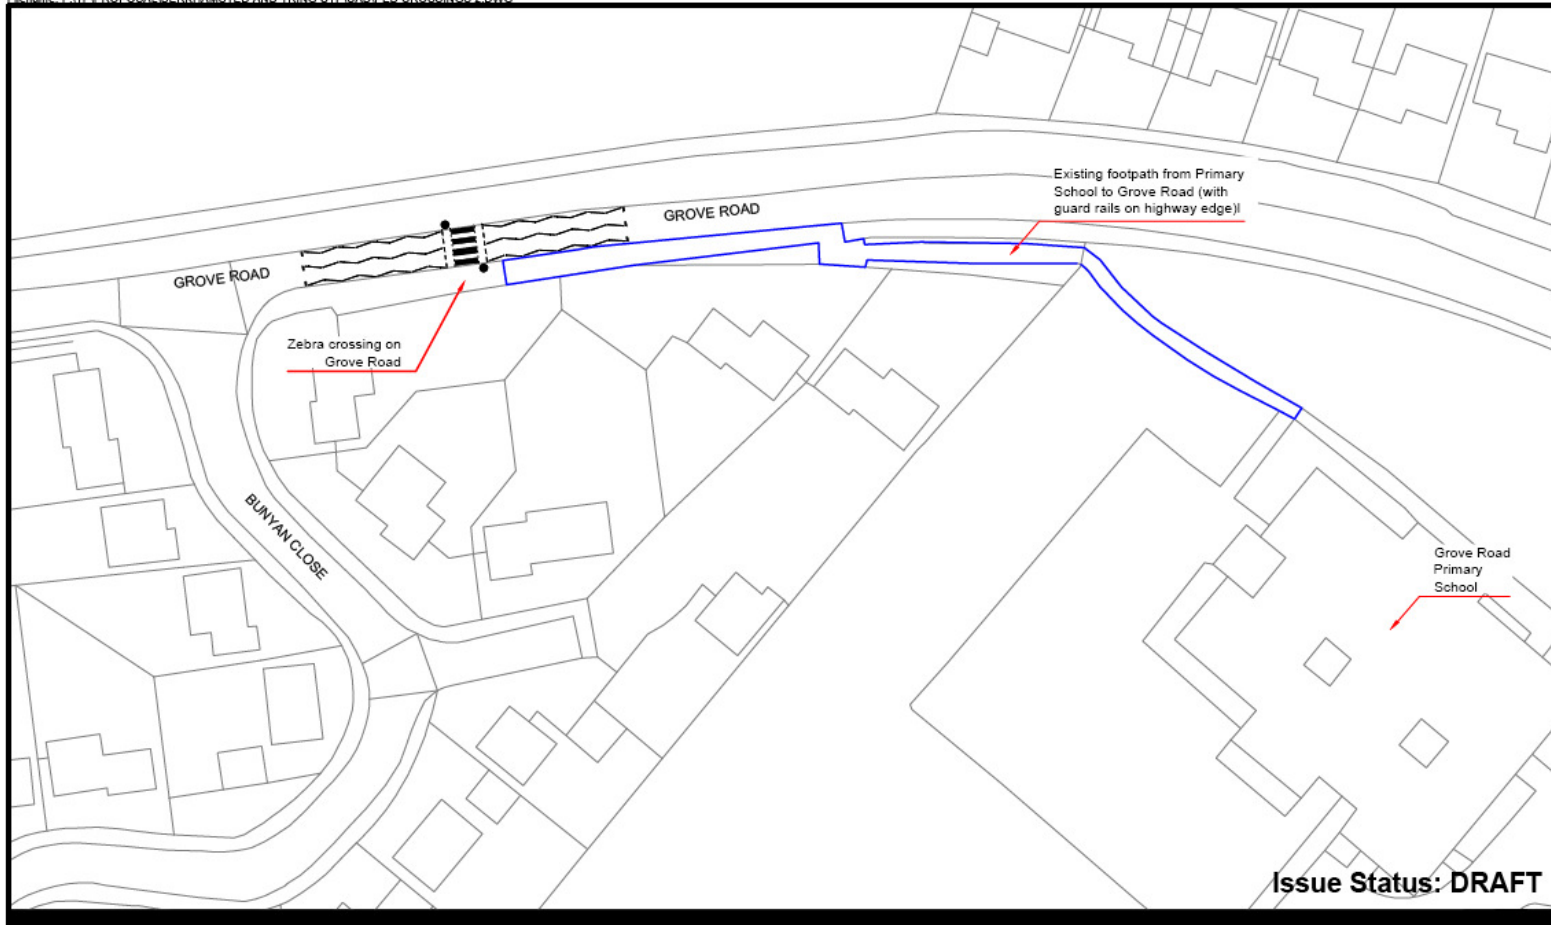 GROVE ROAD
Existing footpath from Primary
School to Grove Road (with
guard rails on highway edge)l
GROVE ROAD
Zebra crossing on
Grove Road
BUNYAN CLOSE
Grove Road
Primary
School
Issue Status: DRAFT